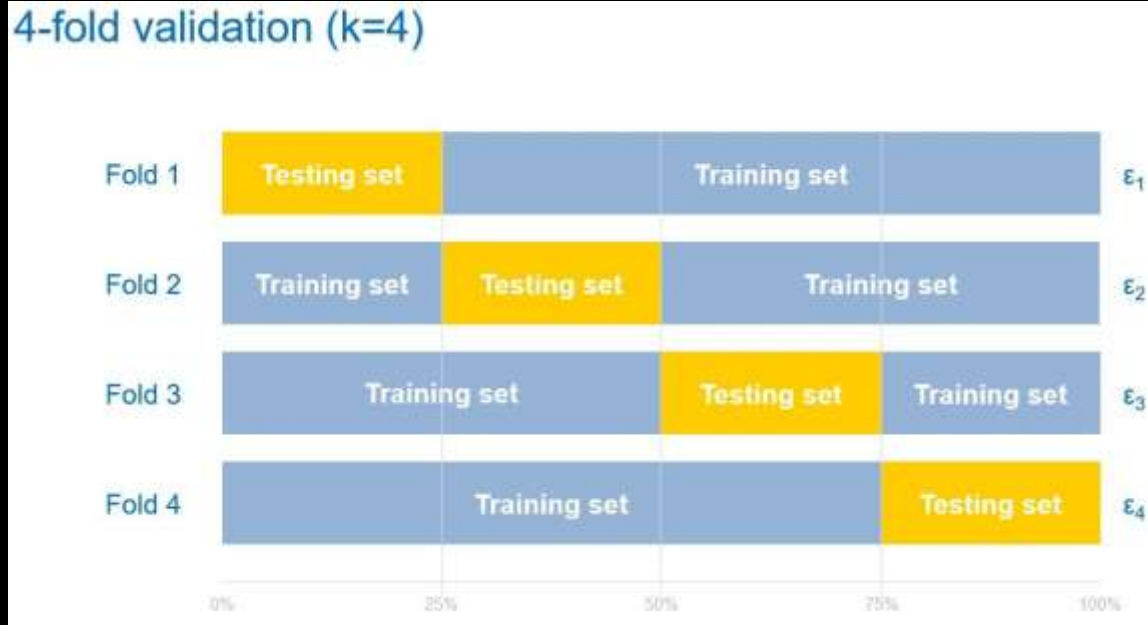 4-fold validation (k=4)
Fold 1 Testing set Training set ε₁
Fold 2 Training set Testing set Training set ε₂
Fold 3 Training set Testing set Training set ε₃
Fold 4 Training set Testing set ε₄
0% 25% 50% 75% 100%